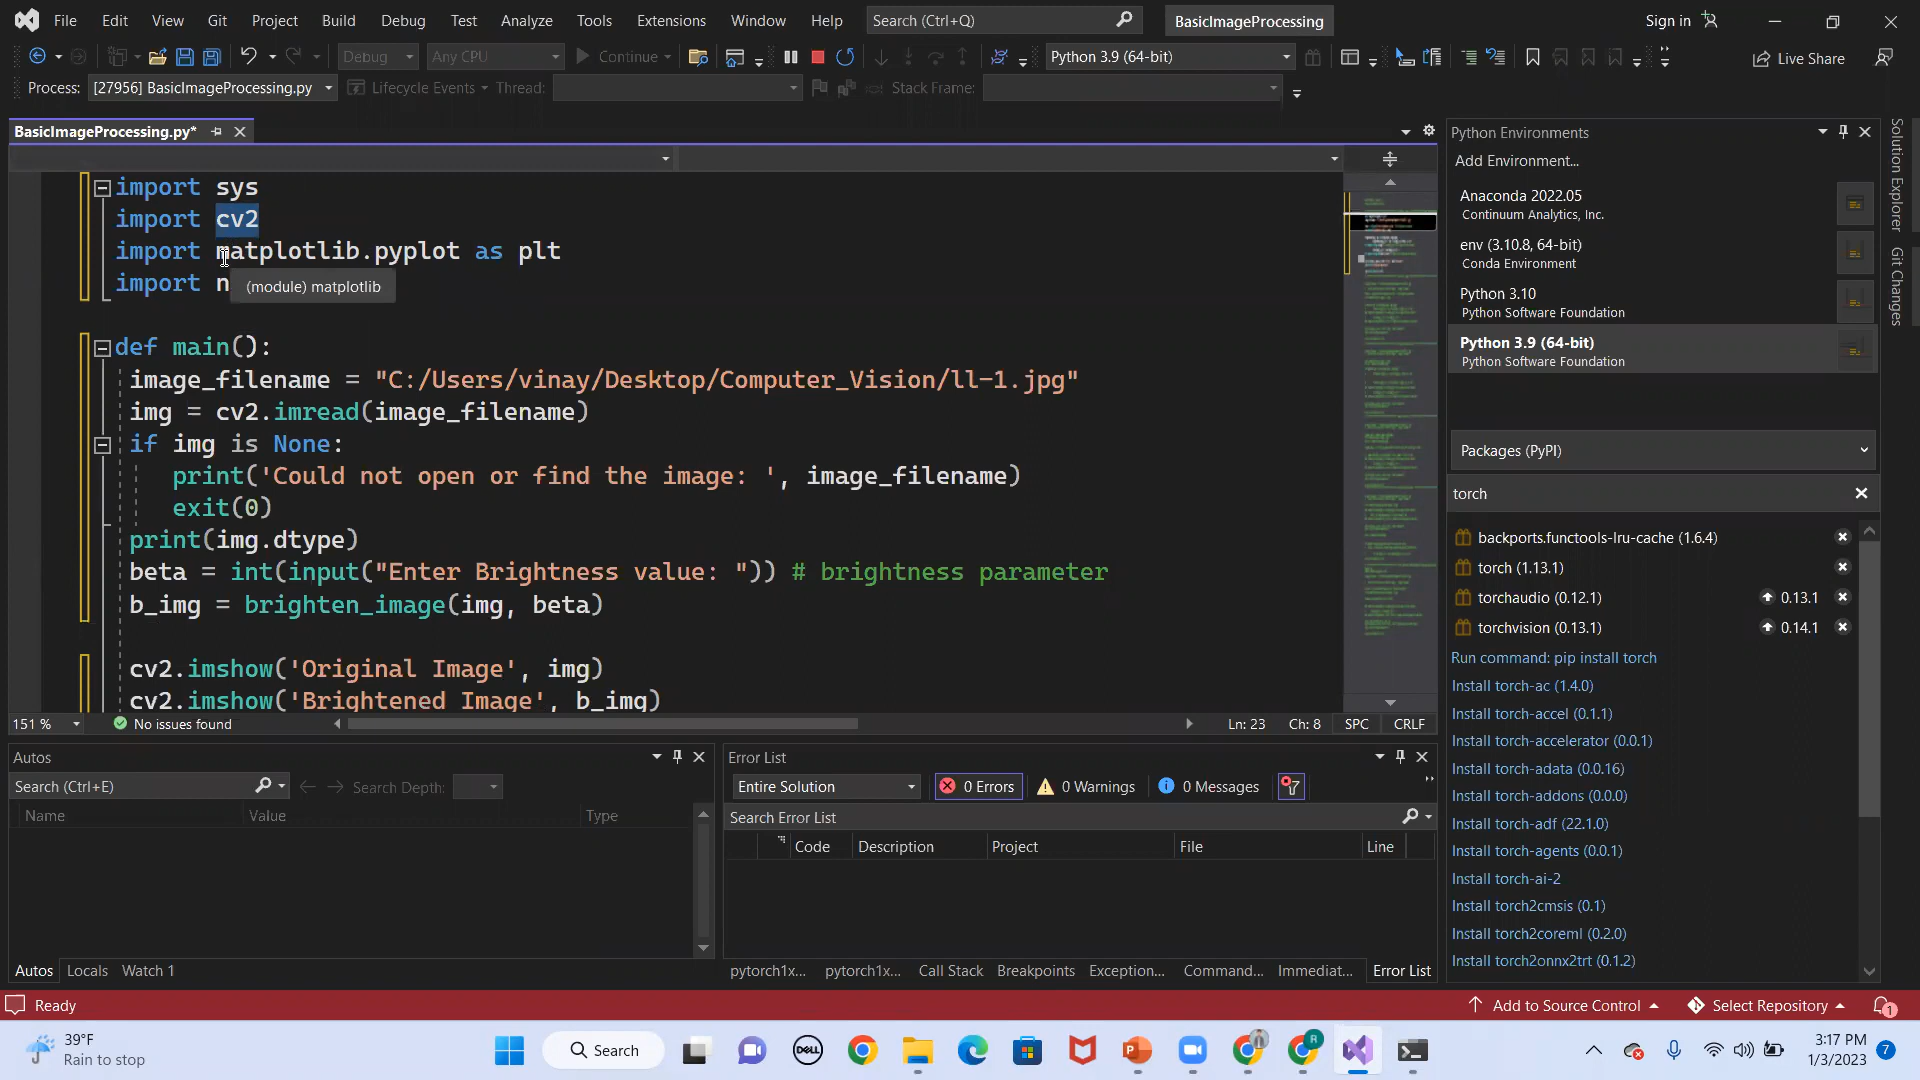 File Edit View Git Project Build Debug Test Analyze Tools Extensions Window Help Search (Ctrl+Q) BasicImageProcessing Sign in
Debug Any CPU Continue Python 3.9 (64-bit) Live Share
Process: [27956] BasicImageProcessing.py Lifecycle Events Thread: Stack Frame:
BasicImageProcessing.py*
import sys
import cv2
import matplotlib.pyplot as plt
import n
(module) matplotlib
def main():
image_filename = "C:/Users/vinay/Desktop/Computer_Vision/ll-1.jpg"
img = cv2.imread(image_filename)
if img is None:
print('Could not open or find the image: ', image_filename)
exit(0)
print(img.dtype)
beta = int(input("Enter Brightness value: ")) # brightness parameter
b_img = brighten_image(img, beta)
cv2.imshow('Original Image', img)
cv2.imshow('Brightened Image', b_img)
151 % No issues found Ln: 23 Ch: 8 SPC CRLF
Python Environments
Add Environment...
Anaconda 2022.05
Continuum Analytics, Inc.
env (3.10.8, 64-bit)
Conda Environment
Python 3.10
Python Software Foundation
Python 3.9 (64-bit)
Python Software Foundation
Packages (PyPI)
torch
backports.functools-lru-cache (1.6.4)
torch (1.13.1)
torchaudio (0.12.1) 0.13.1
torchvision (0.13.1) 0.14.1
Run command: pip install torch
Install torch-ac (1.4.0)
Install torch-accel (0.1.1)
Install torch-accelerator (0.0.1)
Install torch-adata (0.0.16)
Install torch-addons (0.0.0)
Install torch-adf (22.1.0)
Install torch-agents (0.0.1)
Install torch-ai-2
Install torch2cmsis (0.1)
Install torch2coreml (0.2.0)
Install torch2onnx2trt (0.1.2)
Solution Explorer
Git Changes
Autos
Search (Ctrl+E) Search Depth:
Name Value Type
Autos Locals Watch 1
Error List
Entire Solution 0 Errors 0 Warnings 0 Messages
Search Error List
Code Description Project File Line
pytorch1x... pytorch1x... Call Stack Breakpoints Exception... Command... Immediat... Error List
Ready Add to Source Control Select Repository 1
39°F
Rain to stop
Search
DELL
R
3:17 PM
1/3/2023
7